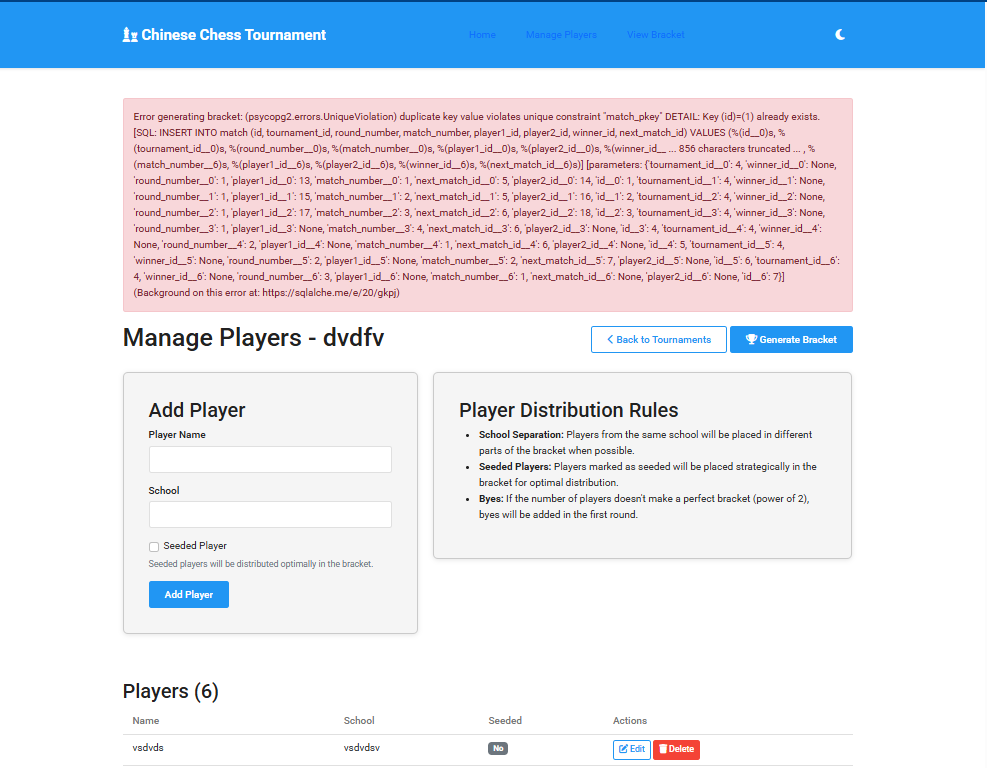 Chinese Chess Tournament
Home Manage Players View Bracket
Error generating bracket: (psycopg2.errors.UniqueViolation) duplicate key value violates unique constraint "match_pkey" DETAIL: Key (id)=(1) already exists.
[SQL: INSERT INTO match (id, tournament_id, round_number, match_number, player1_id, player2_id, winner_id, next_match_id) VALUES (%(id__0)s, %
(tournament_id__0)s, %(round_number__0)s, %(match_number__0)s, %(player1_id__0)s, %(player2_id__0)s, %(winner_id__ ... 856 characters truncated ... , %
(match_number__6)s, %(player1_id__6)s, %(player2_id__6)s, %(winner_id__6)s, %(next_match_id__6)s)] [parameters: {'tournament_id__0': 4, 'winner_id__0': None,
'round_number__0': 1, 'player1_id__0': 13, 'match_number__0': 1, 'next_match_id__0': 5, 'player2_id__0': 14, 'id__0': 1, 'tournament_id__1': 4, 'winner_id__1': None,
'round_number__1': 1, 'player1_id__1': 15, 'match_number__1': 2, 'next_match_id__1': 5, 'player2_id__1': 16, 'id__1': 2, 'tournament_id__2': 4, 'winner_id__2': None,
'round_number__2': 1, 'player1_id__2': 17, 'match_number__2': 3, 'next_match_id__2': 6, 'player2_id__2': 18, 'id__2': 3, 'tournament_id__3': 4, 'winner_id__3': None,
'round_number__3': 1, 'player1_id__3': None, 'match_number__3': 4, 'next_match_id__3': 6, 'player2_id__3': None, 'id__3': 4, 'tournament_id__4': 4, 'winner_id__4':
None, 'round_number__4': 2, 'player1_id__4': None, 'match_number__4': 1, 'next_match_id__4': 6, 'player2_id__4': None, 'id__4': 5, 'tournament_id__5': 4,
'winner_id__5': None, 'round_number__5': 2, 'player1_id__5': None, 'match_number__5': 2, 'next_match_id__5': 7, 'player2_id__5': None, 'id__5': 6, 'tournament_id__6':
4, 'winner_id__6': None, 'round_number__6': 3, 'player1_id__6': None, 'match_number__6': 1, 'next_match_id__6': None, 'player2_id__6': None, 'id__6': 7}]
(Background on this error at: https://sqlalche.me/e/20/gkpj)
Manage Players - dvdfv
Back to Tournaments Generate Bracket
Add Player
Player Name
School
Seeded Player
Seeded players will be distributed optimally in the bracket.
Add Player
Player Distribution Rules
• School Separation: Players from the same school will be placed in different
parts of the bracket when possible.
• Seeded Players: Players marked as seeded will be placed strategically in the
bracket for optimal distribution.
• Byes: If the number of players doesn't make a perfect bracket (power of 2),
byes will be added in the first round.
Players (6)
Name School Seeded Actions
vsdvds vsdvdsv No Edit Delete